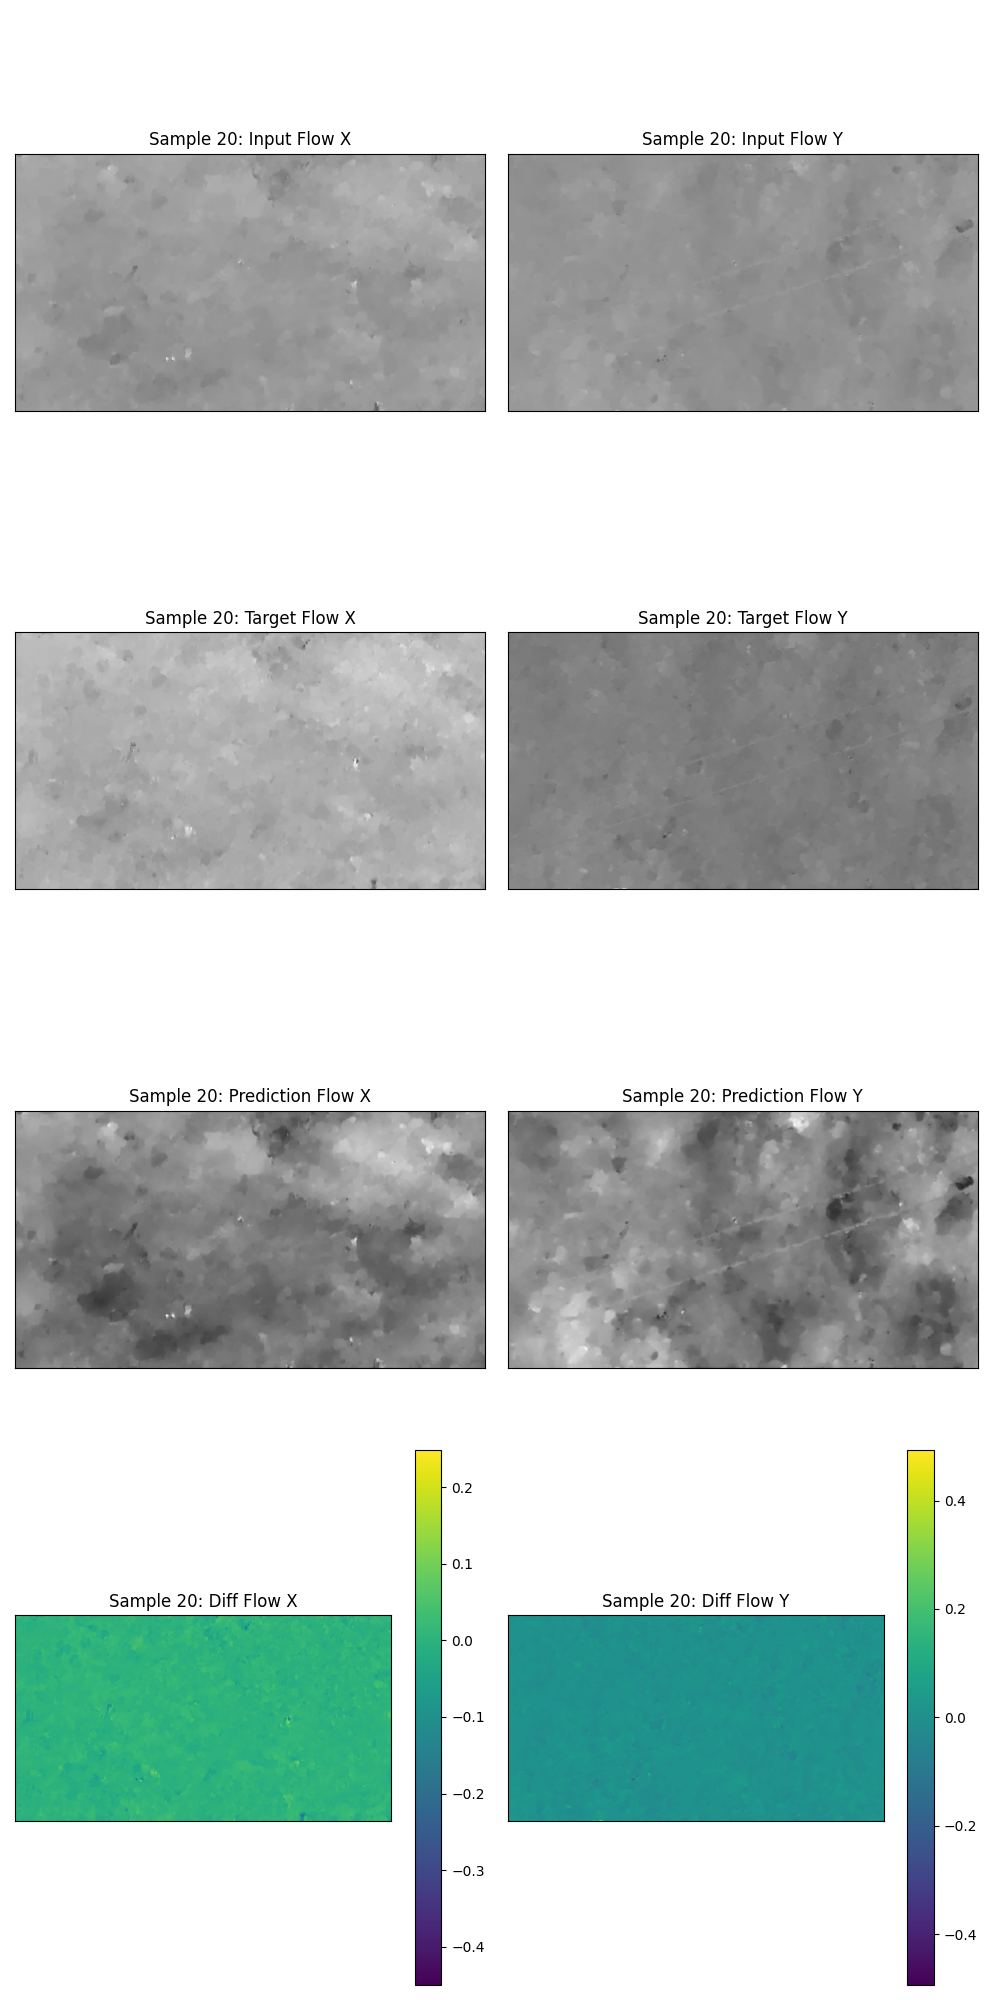 Sample 20: Input Flow X
Sample 20: Input Flow Y
Sample 20: Target Flow X
Sample 20: Target Flow Y
Sample 20: Prediction Flow X
Sample 20: Prediction Flow Y
Sample 20: Diff Flow X
0.2
0.1
0.0
−0.1
−0.2
−0.3
−0.4
Sample 20: Diff Flow Y
0.4
0.2
0.0
−0.2
−0.4